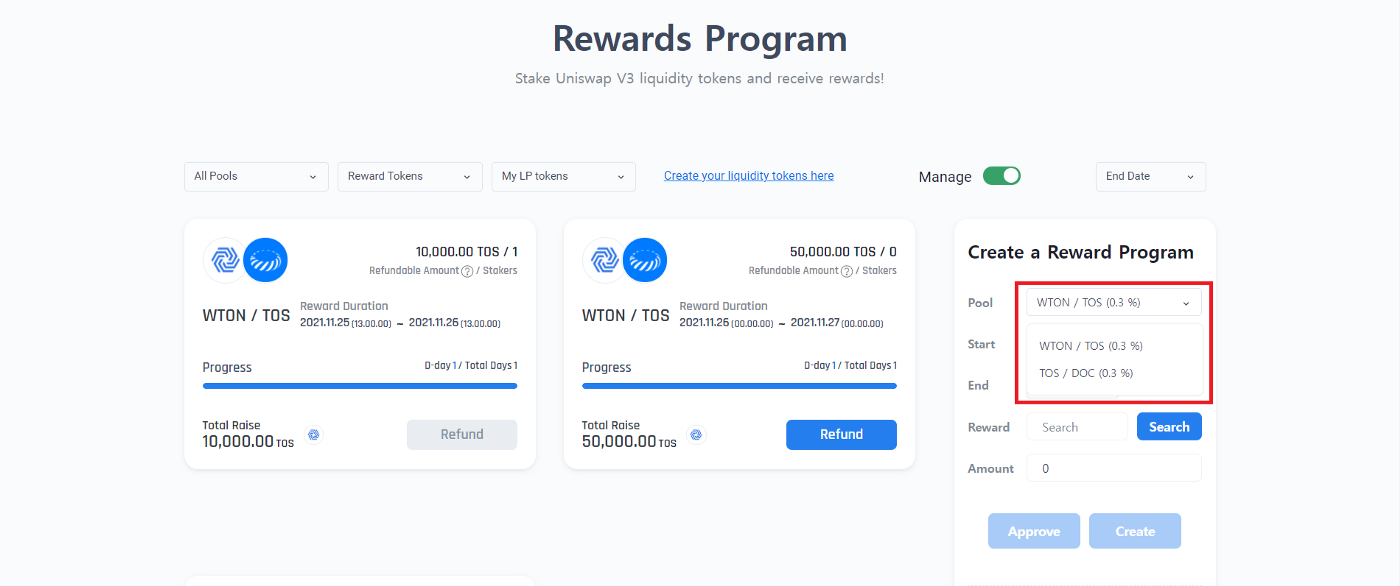 Rewards Program
Stake Uniswap V3 liquidity tokens and receive rewards!
All Pools
Reward Tokens
My LP tokens
Create your liquidity tokens here
Manage
End Date
10,000.00 TOS / 1
Refundable Amount ? / Stakers
WTON / TOS
Reward Duration
2021.11.25 (13.00.00) ~ 2021.11.26 (13.00.00)
Progress
D-day 1 / Total Days 1
Total Raise
10,000.00 TOS
Refund
50,000.00 TOS / 0
Refundable Amount ? / Stakers
WTON / TOS
Reward Duration
2021.11.26 (00.00.00) ~ 2021.11.27 (00.00.00)
Progress
D-day 1 / Total Days 1
Total Raise
50,000.00 TOS
Refund
Create a Reward Program
Pool
WTON / TOS (0.3 %)
WTON / TOS (0.3 %)
TOS / DOC (0.3 %)
Start
End
Reward
Search
Search
Amount
0
Approve
Create